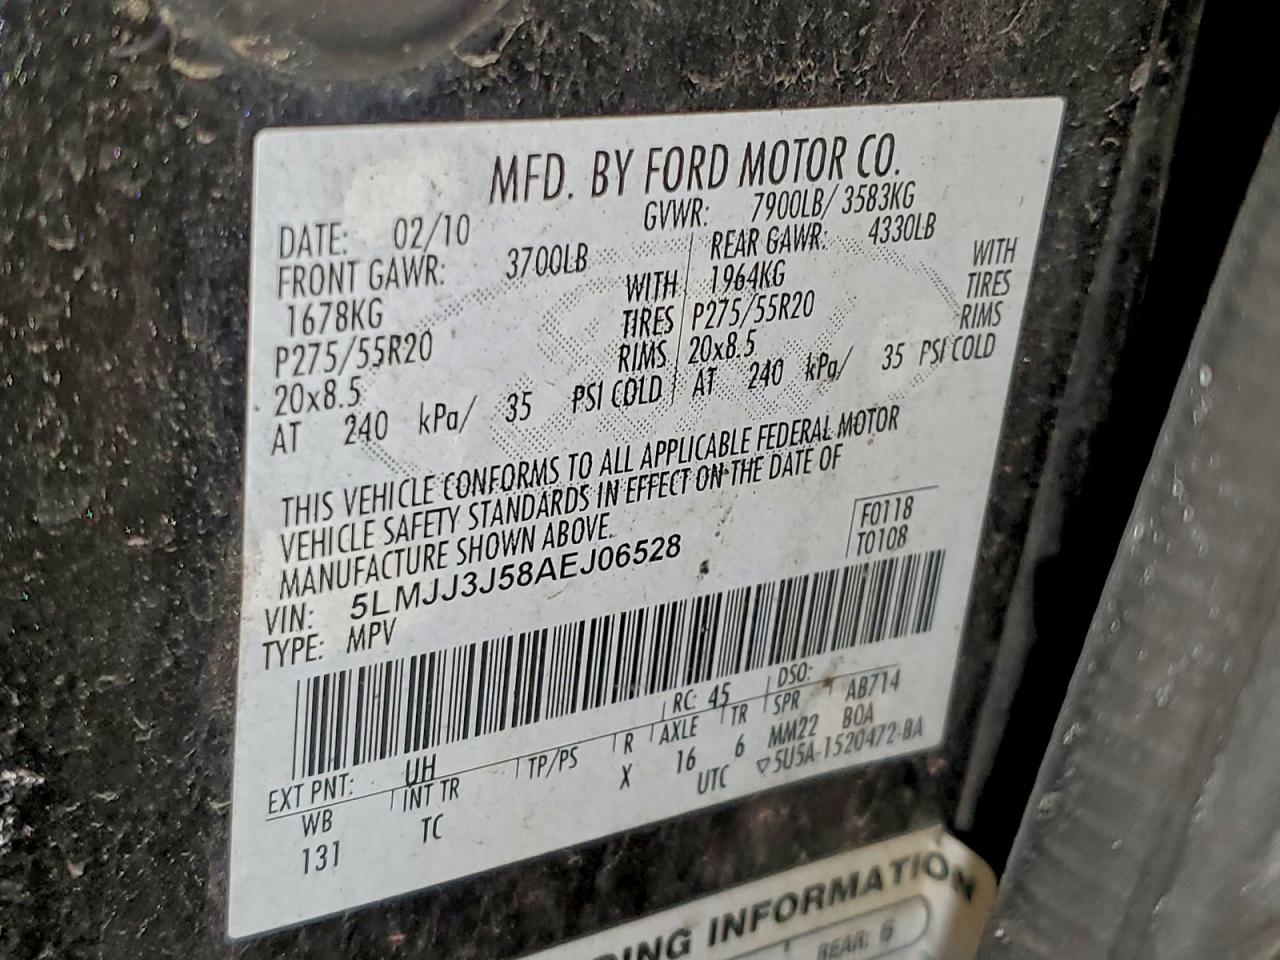 MFD. BY FORD MOTOR CO.
DATE: 02/10 GVWR: 7900LB/ 3583KG
FRONT GAWR: 3700LB REAR GAWR: 4330LB
1678KG WITH 1964KG WITH
P275/55R20 TIRES P275/55R20 TIRES
20x8.5 RIMS 20x8.5 RIMS
AT 240 kPa/ 35 PSI COLD AT 240 kPa/ 35 PSI COLD
THIS VEHICLE CONFORMS TO ALL APPLICABLE FEDERAL MOTOR
VEHICLE SAFETY STANDARDS IN EFFECT ON THE DATE OF
MANUFACTURE SHOWN ABOVE.
F0118
T0108
VIN: 5LMJJ3J58AEJ06528
TYPE: MPV
EXT PNT: UH RC: 45 DSO:
WB INT TR TP/PS R AXLE TR SPR AB714
131 TC X 16 6 MM22 BOA
UTC ▽5U5A-1520472-BA
DING INFORMATION
REAR: 6